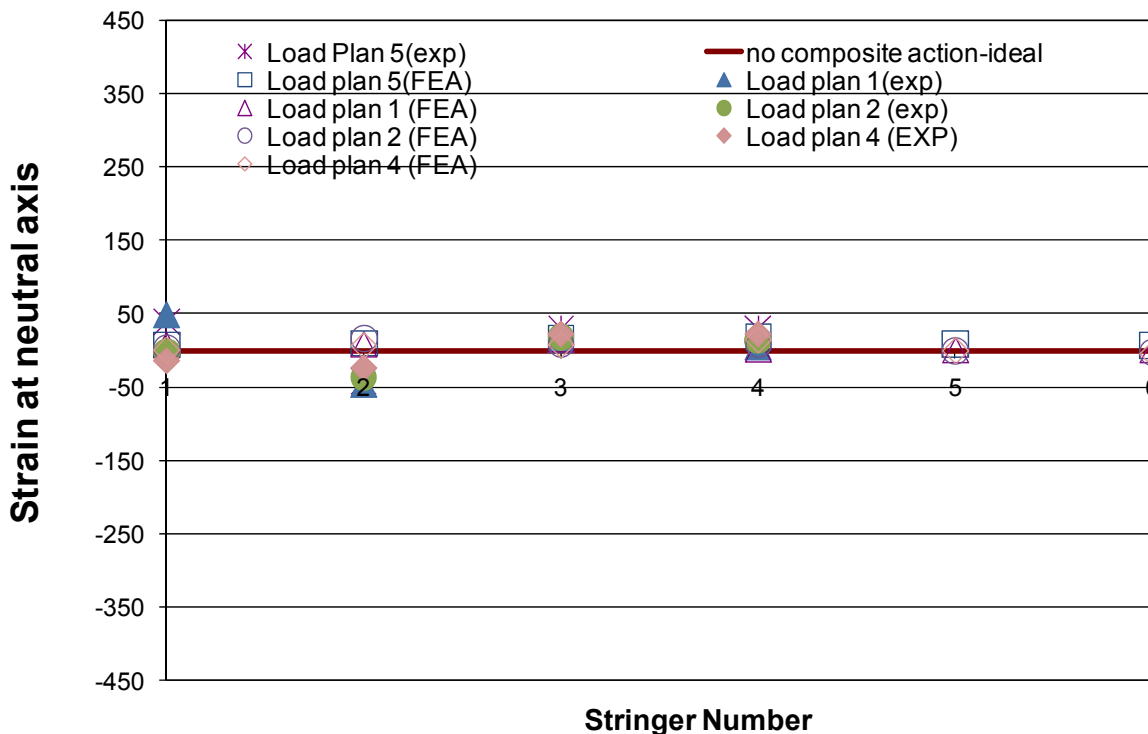 450
350
250
150
50
-50
-150
-250
-350
-450
Strain at neutral axis
Load Plan 5(exp)
no composite action-ideal
Load plan 5(FEA)
Load plan 1(exp)
Load plan 1 (FEA)
Load plan 2 (exp)
Load plan 2 (FEA)
Load plan 4 (EXP)
Load plan 4 (FEA)
1
2
3
4
5
Stringer Number